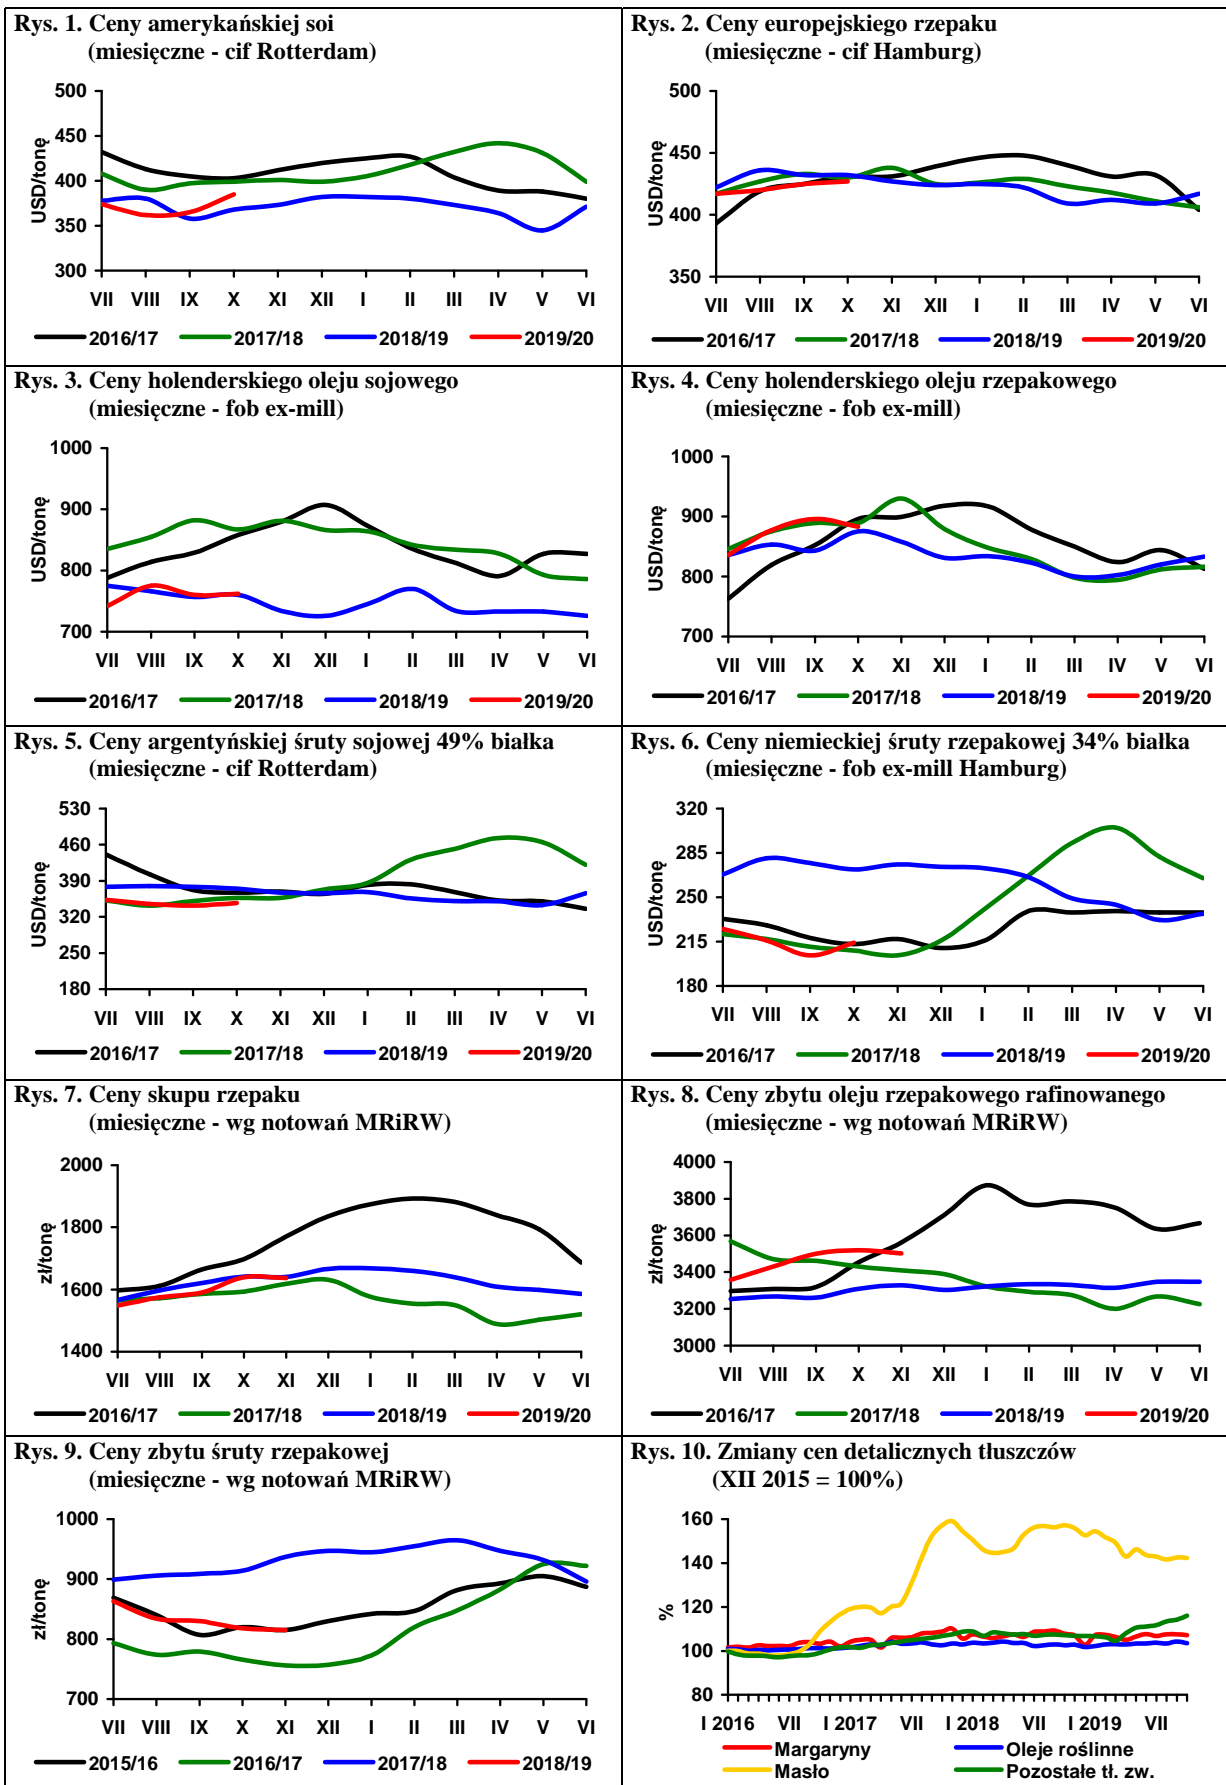 Rys. 1. Ceny amerykańskiej soi
(miesięczne - cif Rotterdam)
500
450
400
350
300
USD/tonę
VII VIII IX X XI XII I II III IV V VI
2016/17 2017/18 2018/19 2019/20
Rys. 2. Ceny europejskiego rzepaku
(miesięczne - cif Hamburg)
500
450
400
350
USD/tonę
VII VIII IX X XI XII I II III IV V VI
2016/17 2017/18 2018/19 2019/20
Rys. 3. Ceny holenderskiego oleju sojowego
(miesięczne - fob ex-mill)
1000
900
800
700
USD/tonę
VII VIII IX X XI XII I II III IV V VI
2016/17 2017/18 2018/19 2019/20
Rys. 4. Ceny holenderskiego oleju rzepakowego
(miesięczne - fob ex-mill)
1000
900
800
700
USD/tonę
VII VIII IX X XI XII I II III IV V VI
2016/17 2017/18 2018/19 2019/20
Rys. 5. Ceny argentyńskiej śruty sojowej 49% białka
(miesięczne - cif Rotterdam)
530
460
390
320
250
180
USD/tonę
VII VIII IX X XI XII I II III IV V VI
2016/17 2017/18 2018/19 2019/20
Rys. 6. Ceny niemieckiej śruty rzepakowej 34% białka
(miesięczne - fob ex-mill Hamburg)
320
285
250
215
180
USD/tonę
VII VIII IX X XI XII I II III IV V VI
2016/17 2017/18 2018/19 2019/20
Rys. 7. Ceny skupu rzepaku
(miesięczne - wg notowań MRiRW)
2000
1800
1600
1400
zł/tonę
VII VIII IX X XI XII I II III IV V VI
2016/17 2017/18 2018/19 2019/20
Rys. 8. Ceny zbytu oleju rzepakowego rafinowanego
(miesięczne - wg notowań MRiRW)
4000
3800
3600
3400
3200
3000
zł/tonę
VII VIII IX X XI XII I II III IV V VI
2016/17 2017/18 2018/19 2019/20
Rys. 9. Ceny zbytu śruty rzepakowej
(miesięczne - wg notowań MRiRW)
1000
900
800
700
zł/tonę
VII VIII IX X XI XII I II III IV V VI
2015/16 2016/17 2017/18 2018/19
Rys. 10. Zmiany cen detalicznych tłuszczów
(XII 2015 = 100%)
160
140
120
100
80
%
I 2016 VII I 2017 VII I 2018 VII I 2019 VII
Margaryny Oleje roślinne
Masło Pozostałe tł. zw.